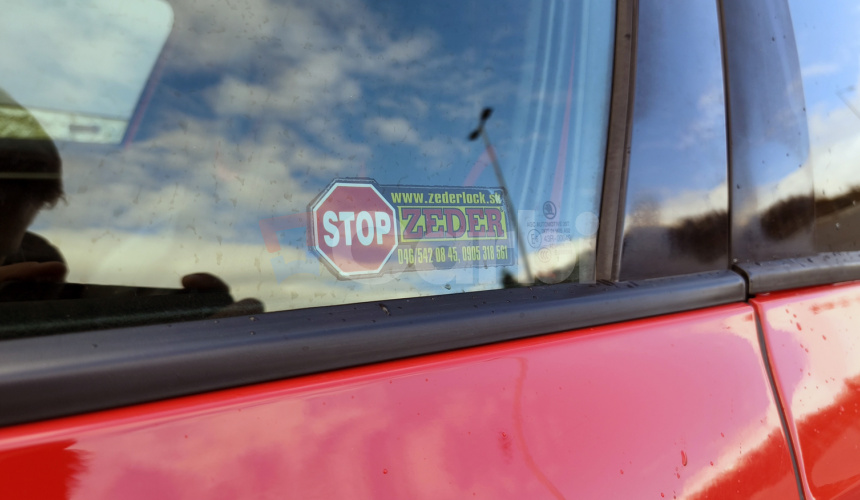 www.zederlock.sk
STOP
ZEDER
046/542 08 45, 0905 318 561